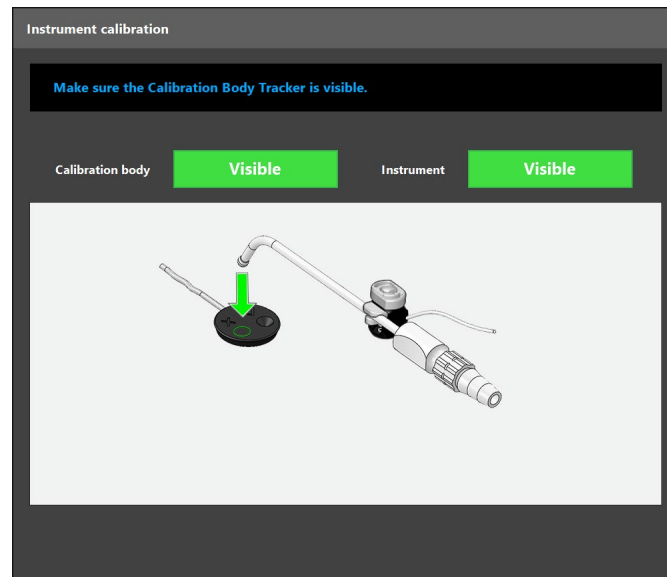 Instrument calibration
Make sure the Calibration Body Tracker is visible.
Calibration body Visible Instrument Visible